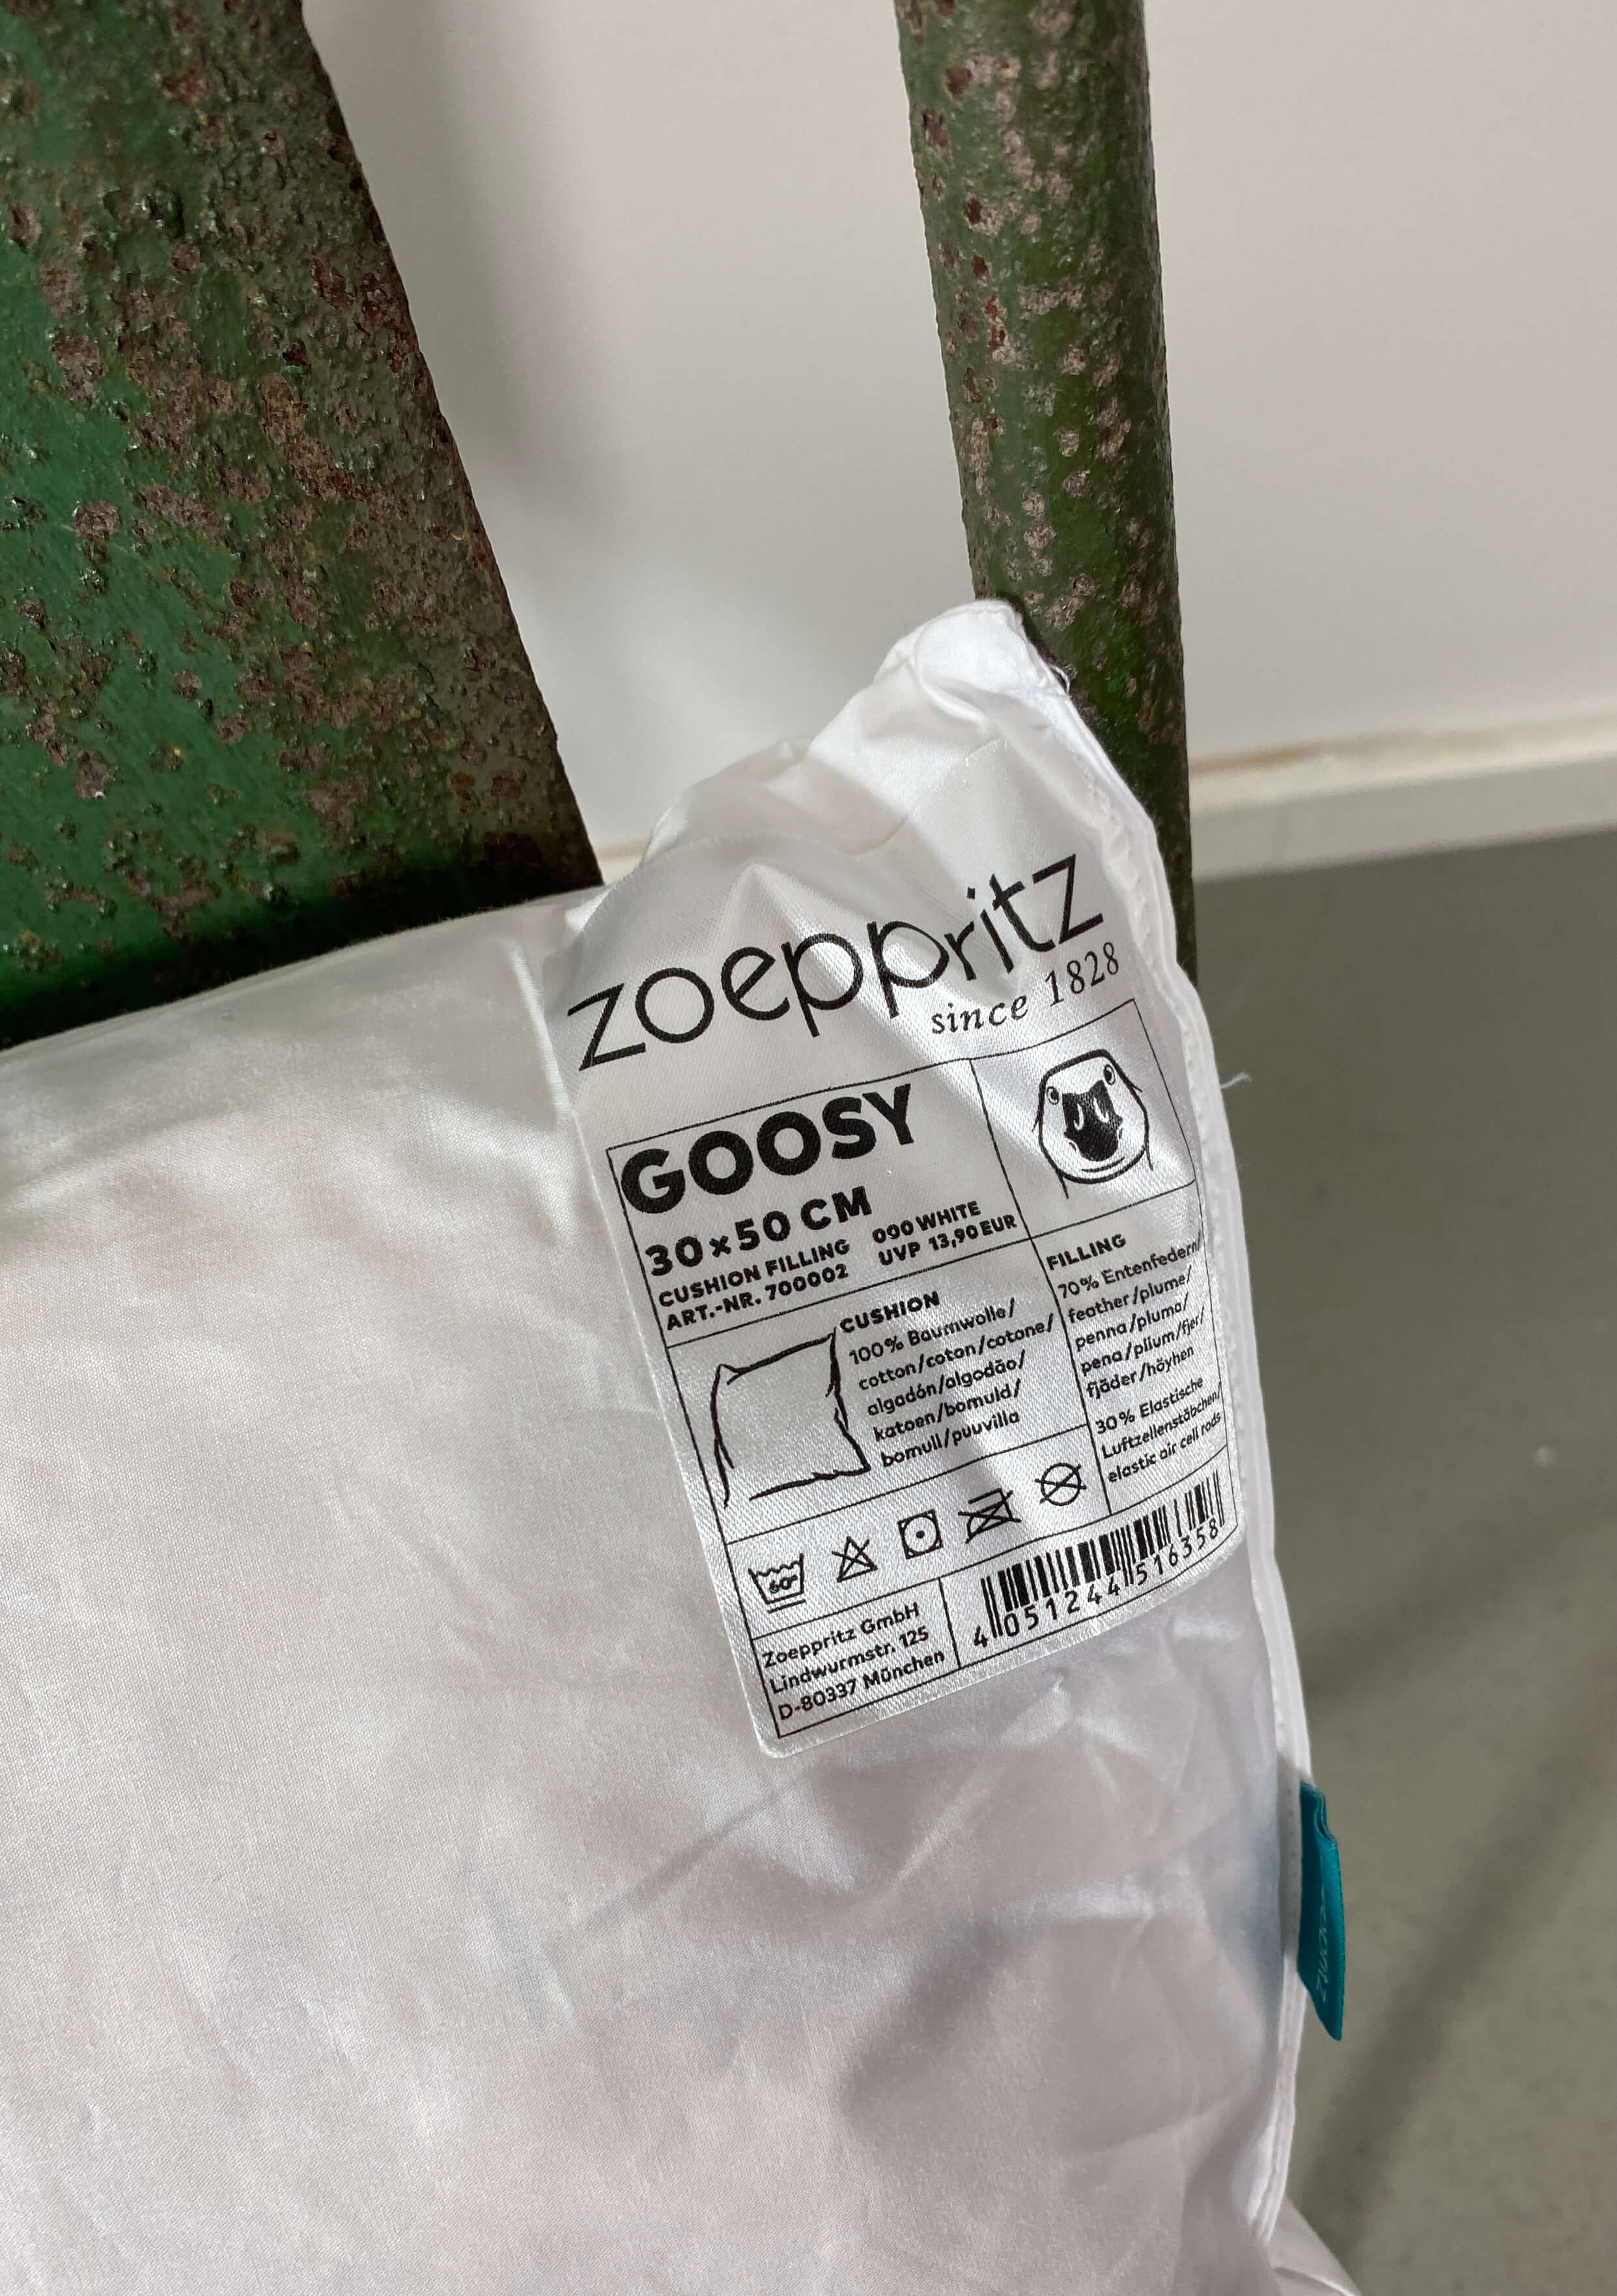 zoeppritz
since 1828
GOOSY
30×50 CM
CUSHION FILLING 090 WHITE
ART.-NR. 700002 UVP 13,90 EUR
CUSHION
100% Baumwolle/
cotton/coton/cotone/
algodón/algodão/
katoen/bomuld/
bomull/puuvilla
FILLING
70% Entenfedern/
feather/plume/
penna/pluma/
pena/pluim/fjer/
fjäder/höyhen
30% Elastische
Luftzellenstäbchen/
elastic air cell rods
60°
Zoeppritz GmbH
Lindwurmstr. 125
D-80337 München
4 051244 516358